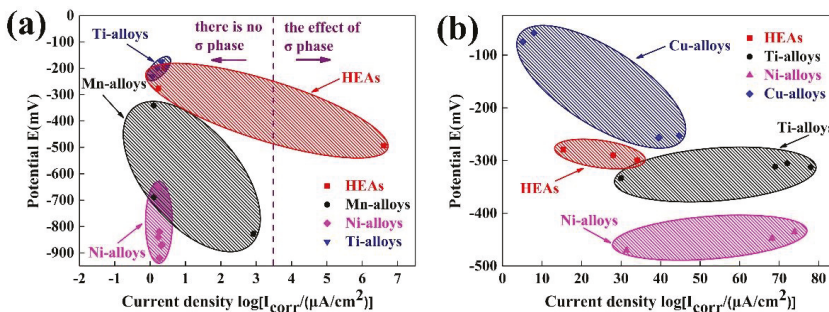 (a)
there is no
σ phase
the effect of
σ phase
Ti-alloys
Mn-alloys
HEAs
Ni-alloys
HEAs
Mn-alloys
Ni-alloys
Ti-alloys
Potential E(mV)
0
-100
-200
-300
-400
-500
-600
-700
-800
-900
-1 0 1 2 3 4 5 6 7
Current density log[I_corr/(μA/cm²)]
(b)
Cu-alloys
HEAs
Ti-alloys
Ni-alloys
Cu-alloys
Ti-alloys
HEAs
Ni-alloys
Potential E(mV)
-100
-200
-300
-400
-500
0 10 20 30 40 50 60 70 80
Current density log[I_corr/(μA/cm²)]